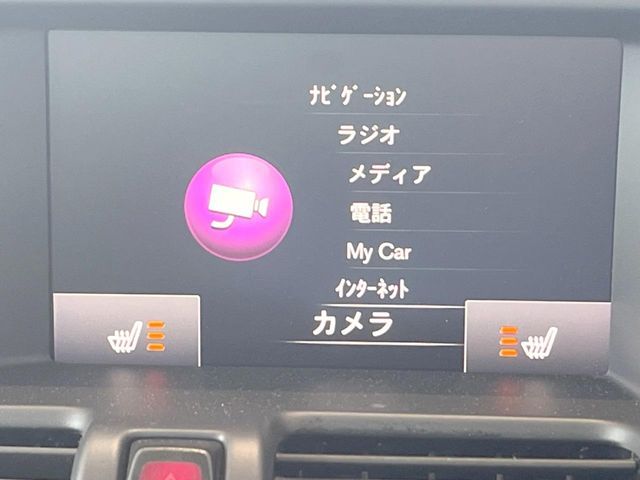 ﾅﾋﾞｹﾞｰｼｮﾝ
ラジオ
メディア
電話
My Car
ｲﾝﾀｰﾈｯﾄ
カメラ